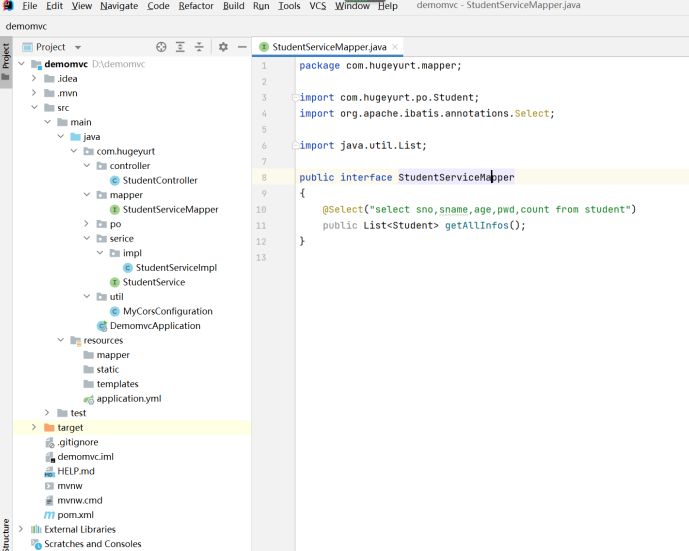 File Edit View Navigate Code Refactor Build Run Tools VCS Window Help demomvc - StudentServiceMapper.java
demomvc
Project
Structure
Project
demomvc D:\demomvc
.idea
.mvn
src
main
java
com.hugeyurt
controller
StudentController
mapper
StudentServiceMapper
po
serice
impl
StudentServiceImpl
StudentService
util
MyCorsConfiguration
DemomvcApplication
resources
mapper
static
templates
application.yml
test
target
.gitignore
demomvc.iml
HELP.md
mvnw
mvnw.cmd
pom.xml
External Libraries
Scratches and Consoles
StudentServiceMapper.java
1 package com.hugeyurt.mapper;
2
3 import com.hugeyurt.po.Student;
4 import org.apache.ibatis.annotations.Select;
5
6 import java.util.List;
7
8 public interface StudentServiceMapper
9 {
10 @Select("select sno,sname,age,pwd,count from student")
11 public List<Student> getAllInfos();
12 }
13